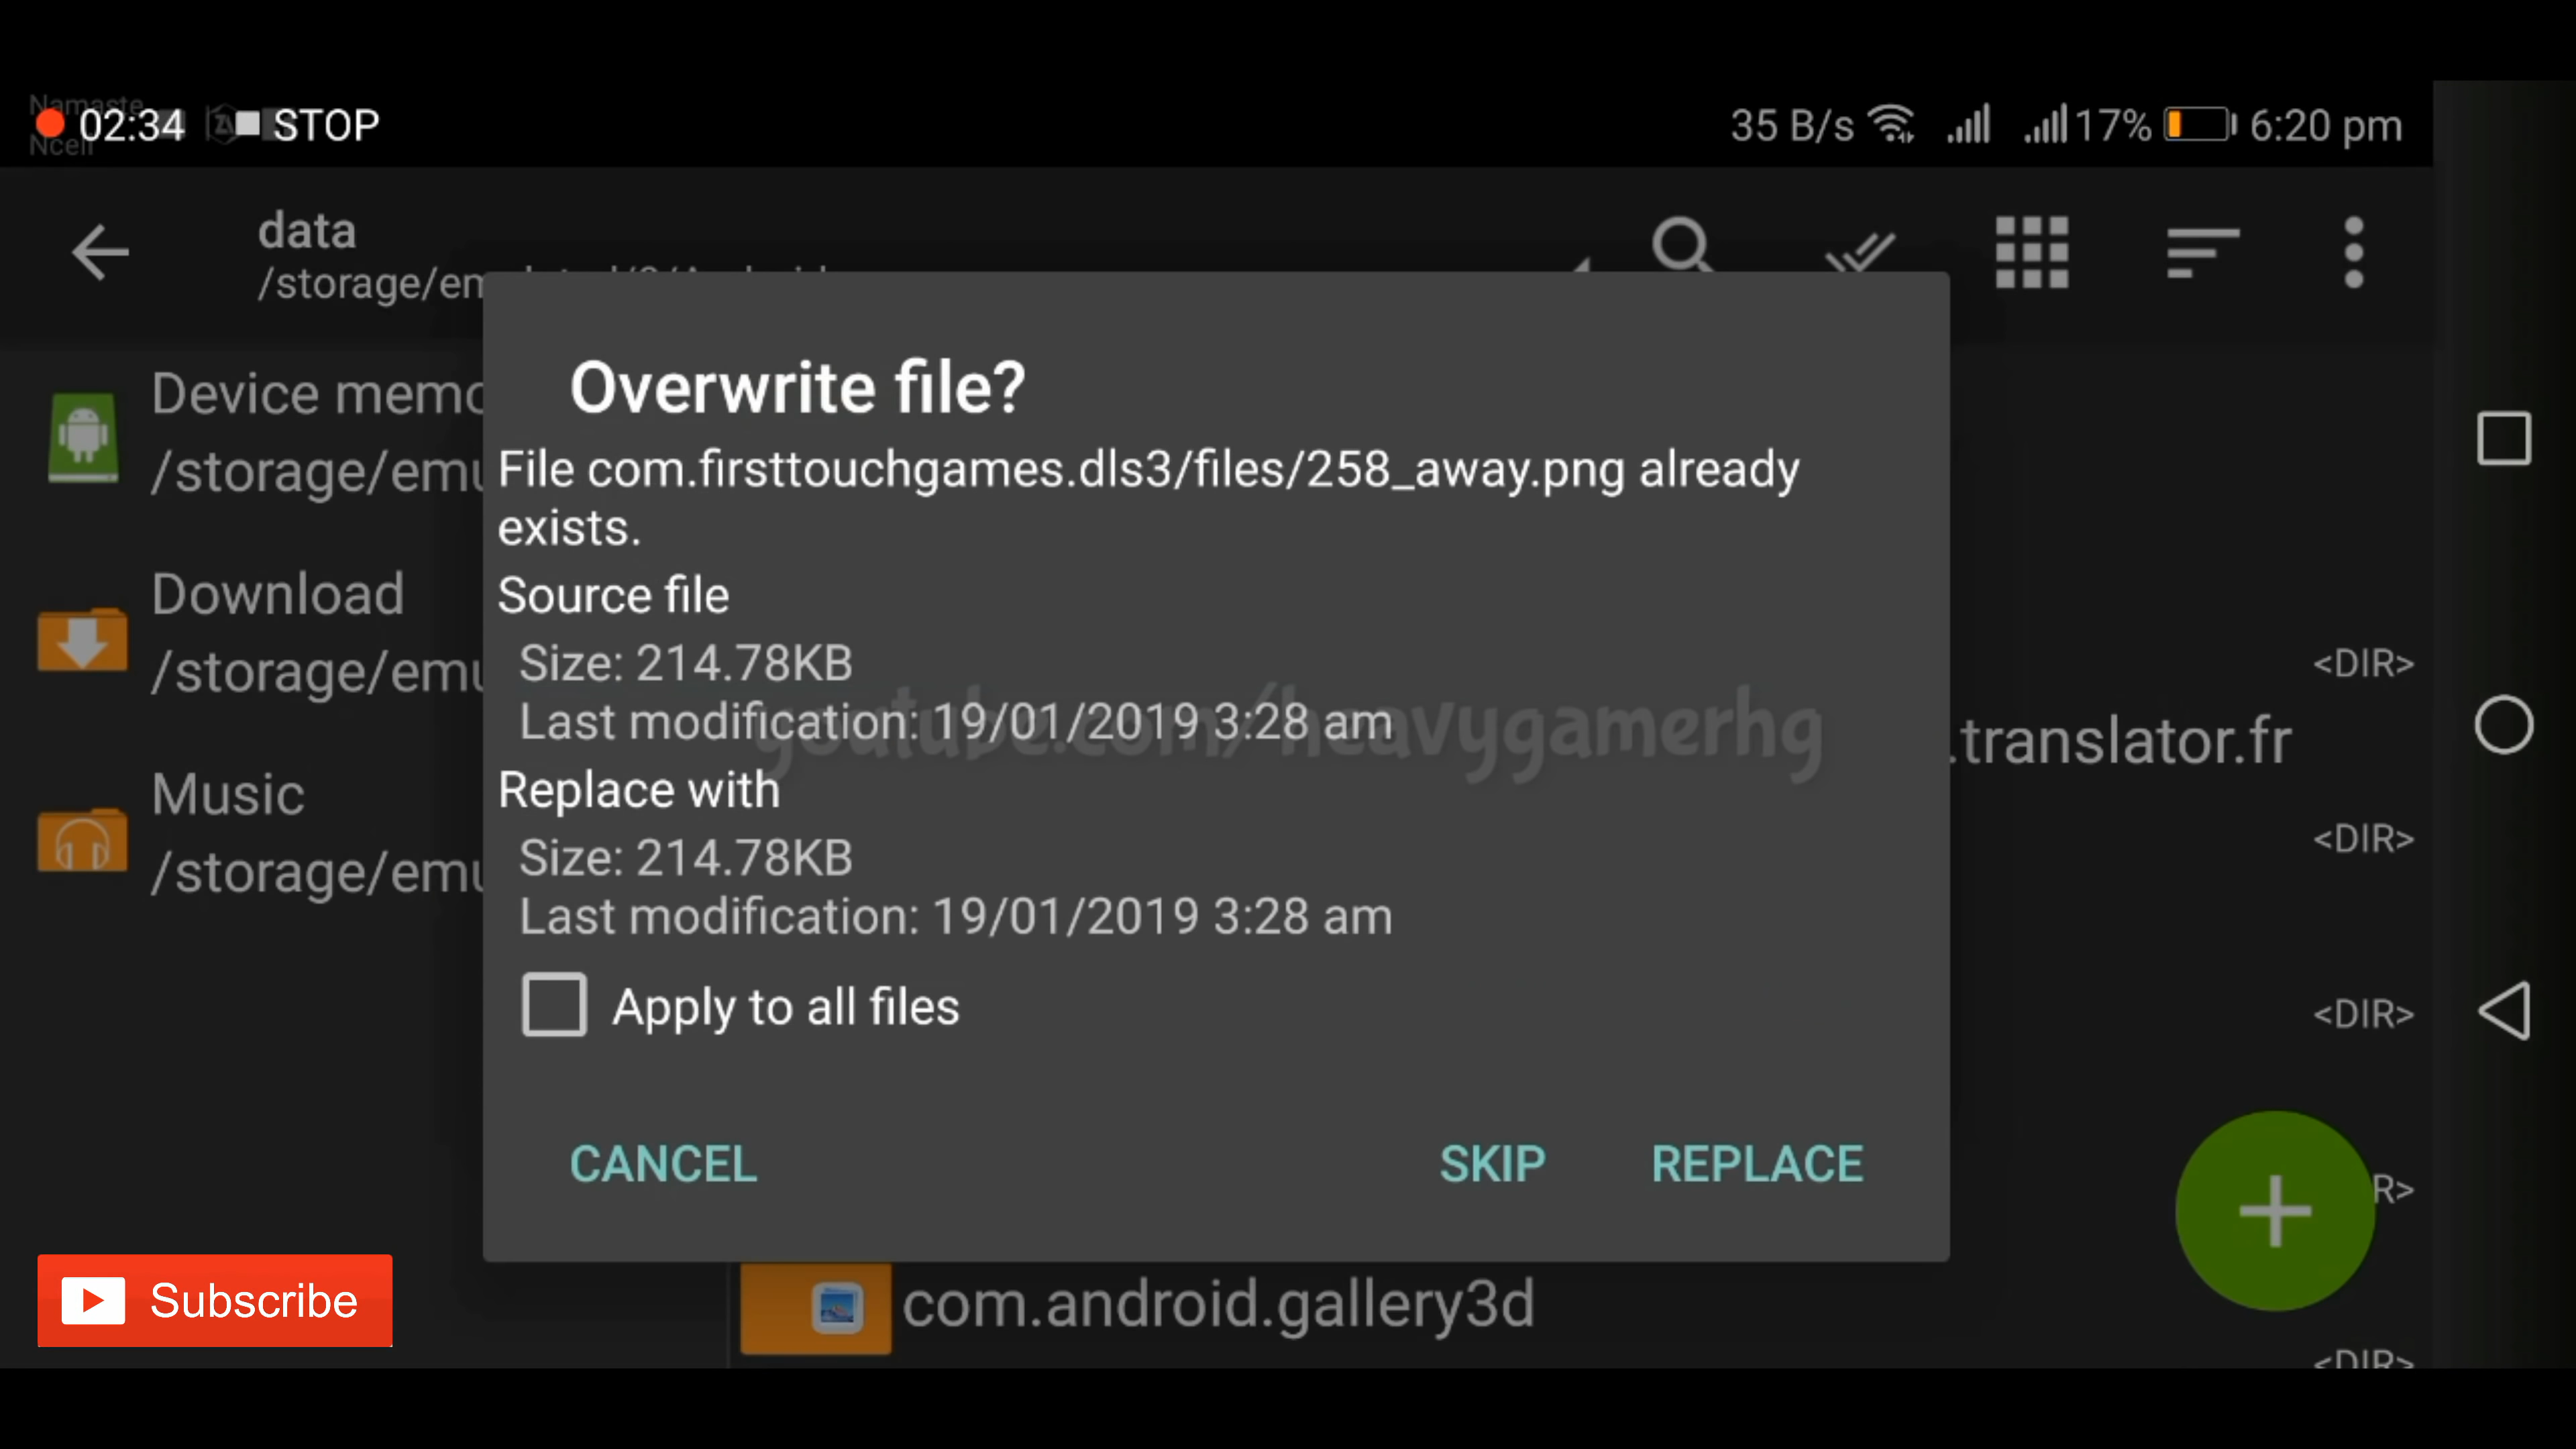 Namaste
Ncell
02:34 STOP
35 B/s 17% 6:20 pm
data
/storage/em
Device memo
/storage/emu
Download
/storage/emu
Music
/storage/emu
Overwrite file?
File com.firsttouchgames.dls3/files/258_away.png already
exists.
Source file
Size: 214.78KB
Last modification: 19/01/2019 3:28 am
youtube.com/heavygamerhg
Replace with
Size: 214.78KB
Last modification: 19/01/2019 3:28 am
Apply to all files
CANCEL SKIP REPLACE
<DIR>
.translator.fr
<DIR>
<DIR>
R>
com.android.gallery3d
<DIR>
Subscribe